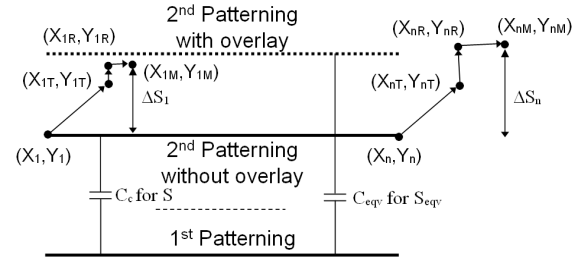 2nd Patterning
with overlay
(X1R,Y1R)
(X1T,Y1T)
(X1M,Y1M)
ΔS1
(X1,Y1)
(XnR,YnR)
(XnM,YnM)
(XnT,YnT)
ΔSn
(Xn,Yn)
2nd Patterning
without overlay
Cc for S
Ceqv for Seqv
1st Patterning